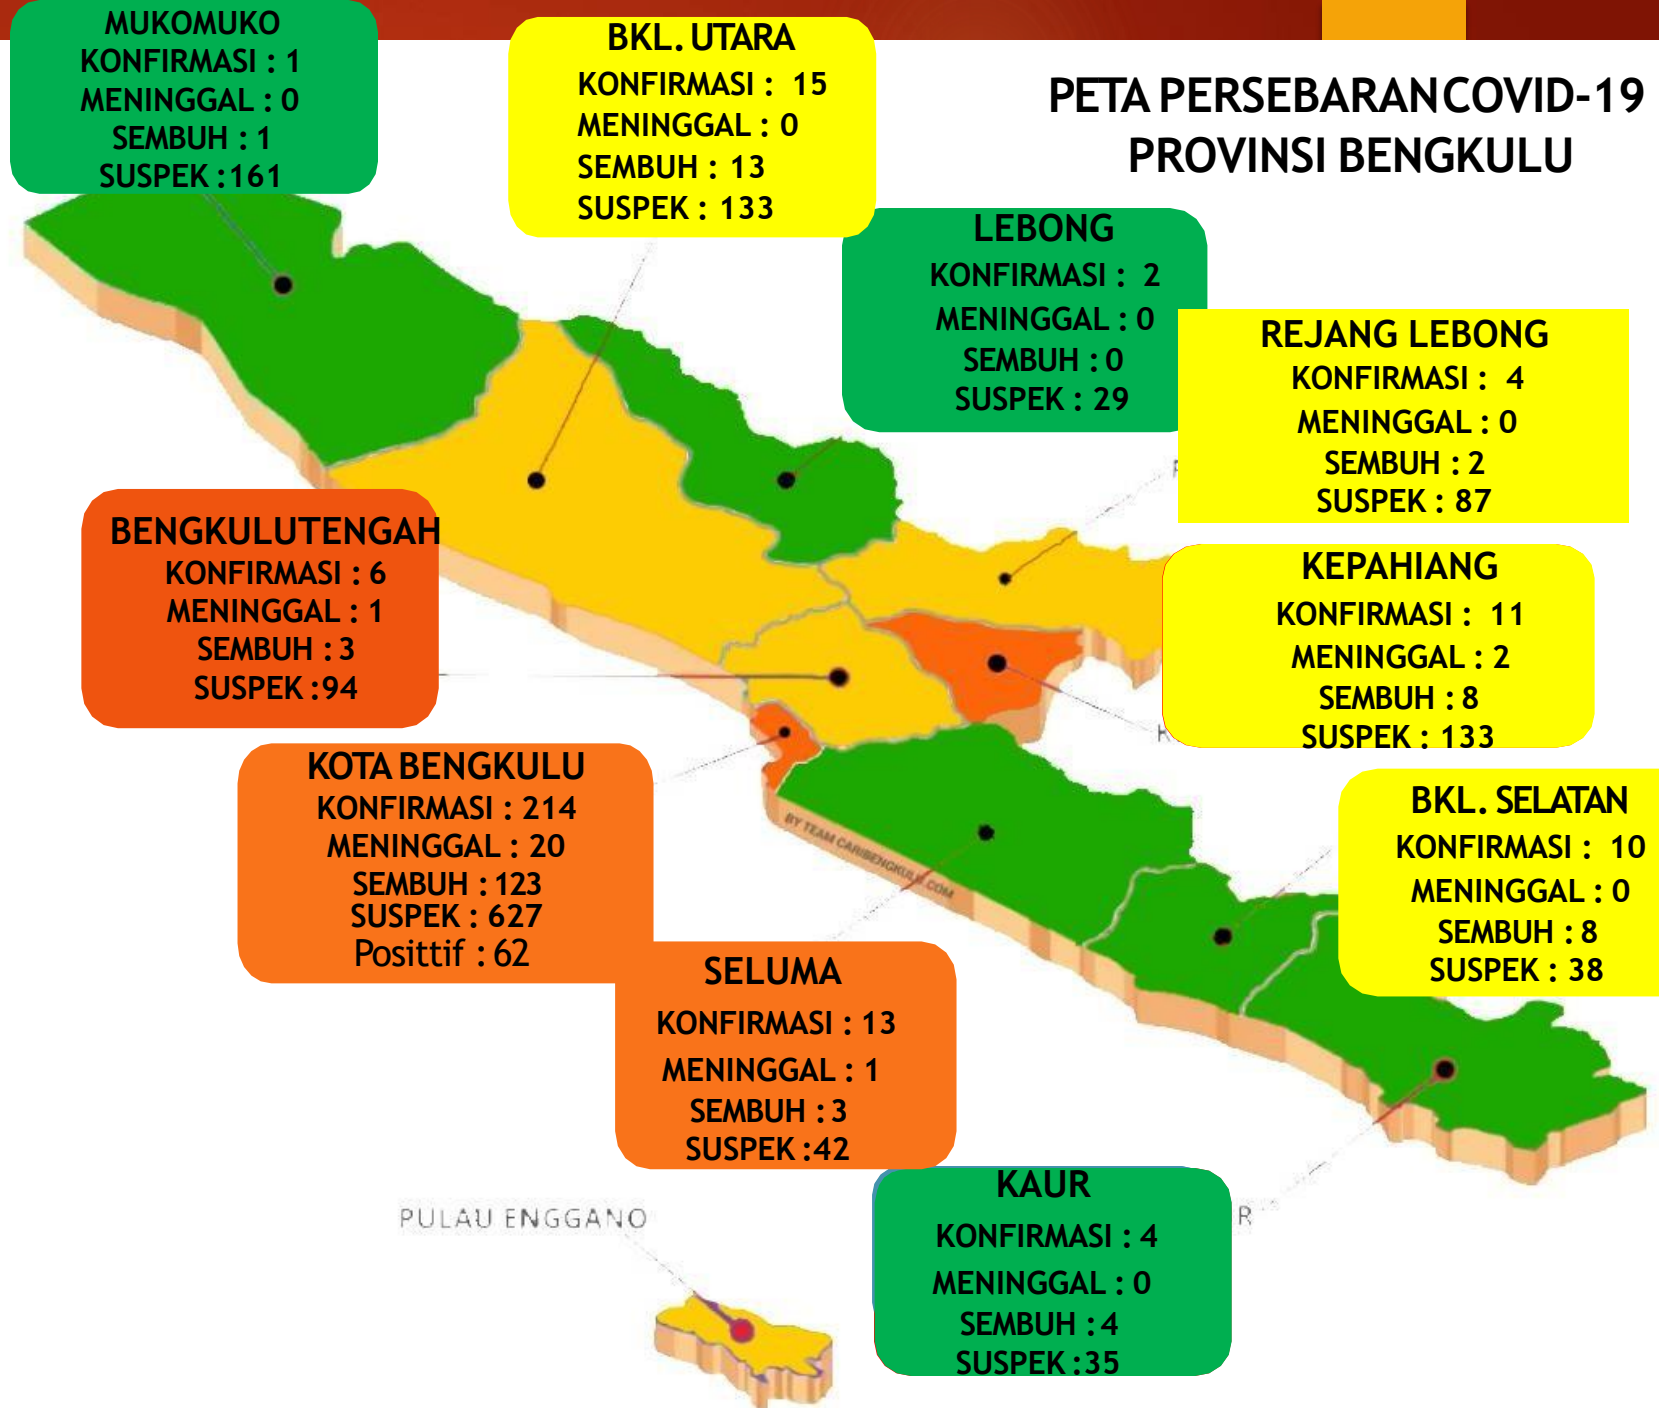 MUKOMUKO
KONFIRMASI : 1
MENINGGAL : 0
SEMBUH : 1
SUSPEK :161
BKL. UTARA
KONFIRMASI : 15
MENINGGAL : 0
SEMBUH : 13
SUSPEK : 133
PETA PERSEBARAN COVID-19
PROVINSI BENGKULU
LEBONG
KONFIRMASI : 2
MENINGGAL : 0
SEMBUH : 0
SUSPEK : 29
REJANG LEBONG
KONFIRMASI : 4
MENINGGAL : 0
SEMBUH : 2
SUSPEK : 87
BENGKULUTENGAH
KONFIRMASI : 6
MENINGGAL : 1
SEMBUH : 3
SUSPEK :94
KEPAHIANG
KONFIRMASI : 11
MENINGGAL : 2
SEMBUH : 8
SUSPEK : 133
KOTA BENGKULU
KONFIRMASI : 214
MENINGGAL : 20
SEMBUH : 123
SUSPEK : 627
Posittif : 62
BY TEAM CARIBENGKULU.COM
BKL. SELATAN
KONFIRMASI : 10
MENINGGAL : 0
SEMBUH : 8
SUSPEK : 38
SELUMA
KONFIRMASI : 13
MENINGGAL : 1
SEMBUH : 3
SUSPEK :42
KAUR
KONFIRMASI : 4
MENINGGAL : 0
SEMBUH : 4
SUSPEK :35
R
PULAU ENGGANO